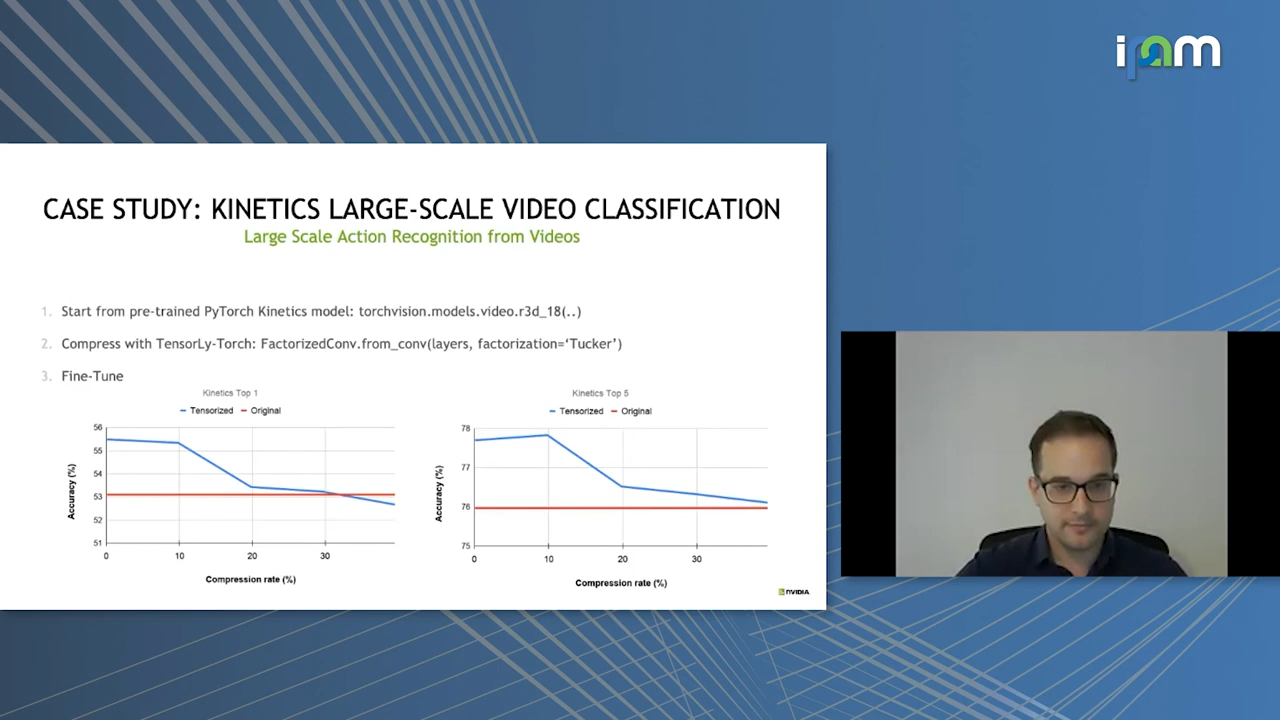 ipam
CASE STUDY: KINETICS LARGE-SCALE VIDEO CLASSIFICATION
Large Scale Action Recognition from Videos
1. Start from pre-trained PyTorch Kinetics model: torchvision.models.video.r3d_18(..)
2. Compress with TensorLy-Torch: FactorizedConv.from_conv(layers, factorization=‘Tucker’)
3. Fine-Tune
Kinetics Top 1
Tensorized Original
56
55
54
53
52
51
Accuracy (%)
0 10 20 30
Compression rate (%)
Kinetics Top 5
Tensorized Original
78
77
76
75
Accuracy (%)
0 10 20 30
Compression rate (%)
NVIDIA